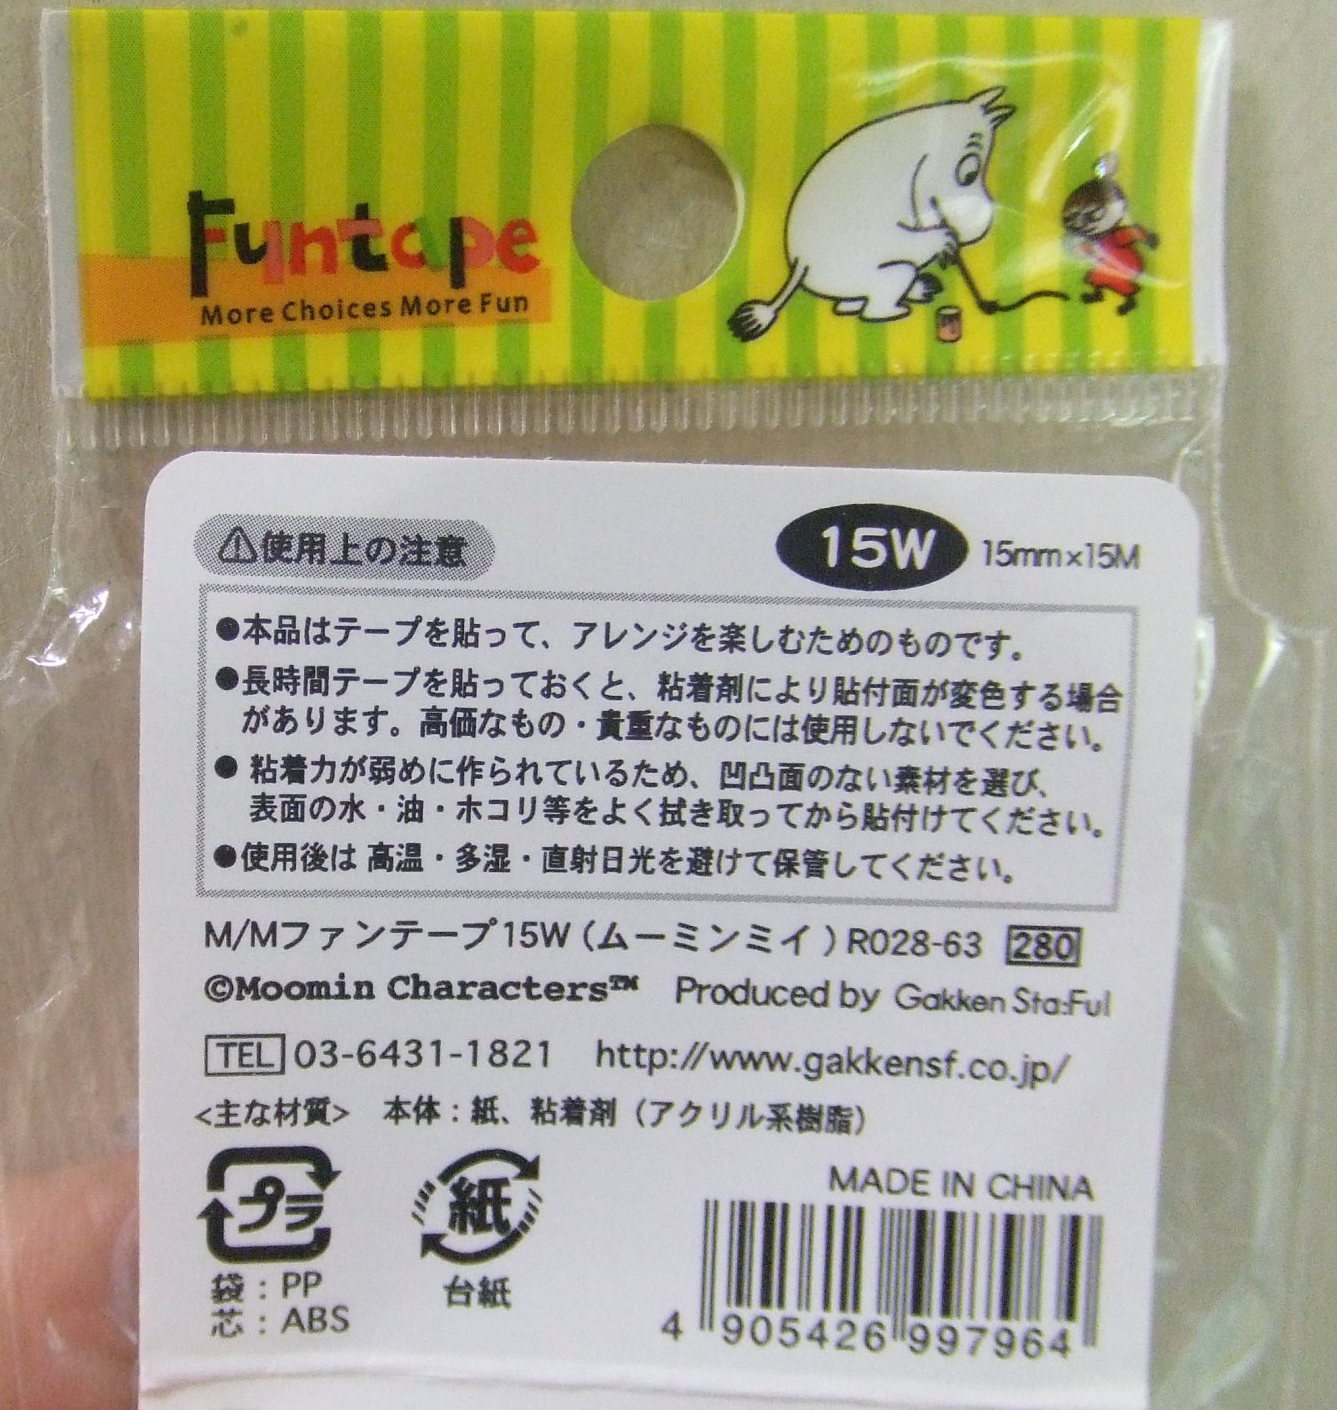 Funtape
More Choices More Fun
⚠使用上の注意
15W 15mm×15M
●本品はテープを貼って、アレンジを楽しむためのものです。
●長時間テープを貼っておくと、粘着剤により貼付面が変色する場合
があります。高価なもの・貴重なものには使用しないでください。
●粘着力が弱めに作られているため、凹凸面のない素材を選び、
表面の水・油・ホコリ等をよく拭き取ってから貼付けてください。
●使用後は高温・多湿・直射日光を避けて保管してください。
M/Mファンテープ15W（ムーミンミイ）R028-63 280
©Moomin Characters™ Produced by Gakken Sta:Ful
TEL 03-6431-1821 http://www.gakkensf.co.jp/
<主な材質> 本体：紙、粘着剤（アクリル系樹脂）
プラ
紙
袋：PP
芯：ABS
台紙
MADE IN CHINA
4 905426 997964